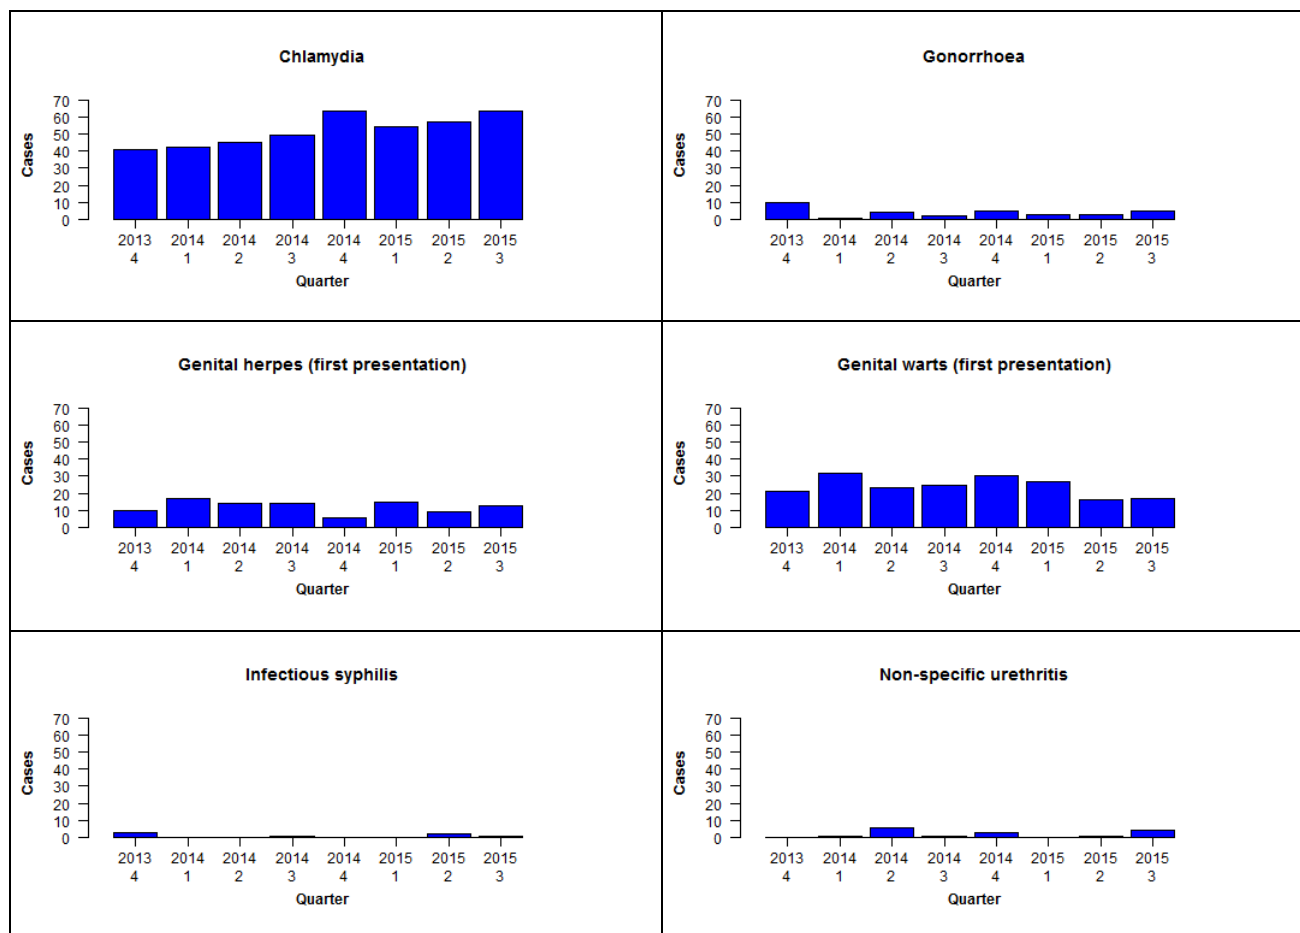 Chlamydia
70
60
50
40
30
20
10
0
Cases
2013 2014 2014 2014 2014 2015 2015 2015
4 1 2 3 4 1 2 3
Quarter
Gonorrhoea
70
60
50
40
30
20
10
0
Cases
2013 2014 2014 2014 2014 2015 2015 2015
4 1 2 3 4 1 2 3
Quarter
Genital herpes (first presentation)
70
60
50
40
30
20
10
0
Cases
2013 2014 2014 2014 2014 2015 2015 2015
4 1 2 3 4 1 2 3
Quarter
Genital warts (first presentation)
70
60
50
40
30
20
10
0
Cases
2013 2014 2014 2014 2014 2015 2015 2015
4 1 2 3 4 1 2 3
Quarter
Infectious syphilis
70
60
50
40
30
20
10
0
Cases
2013 2014 2014 2014 2014 2015 2015 2015
4 1 2 3 4 1 2 3
Quarter
Non-specific urethritis
70
60
50
40
30
20
10
0
Cases
2013 2014 2014 2014 2014 2015 2015 2015
4 1 2 3 4 1 2 3
Quarter